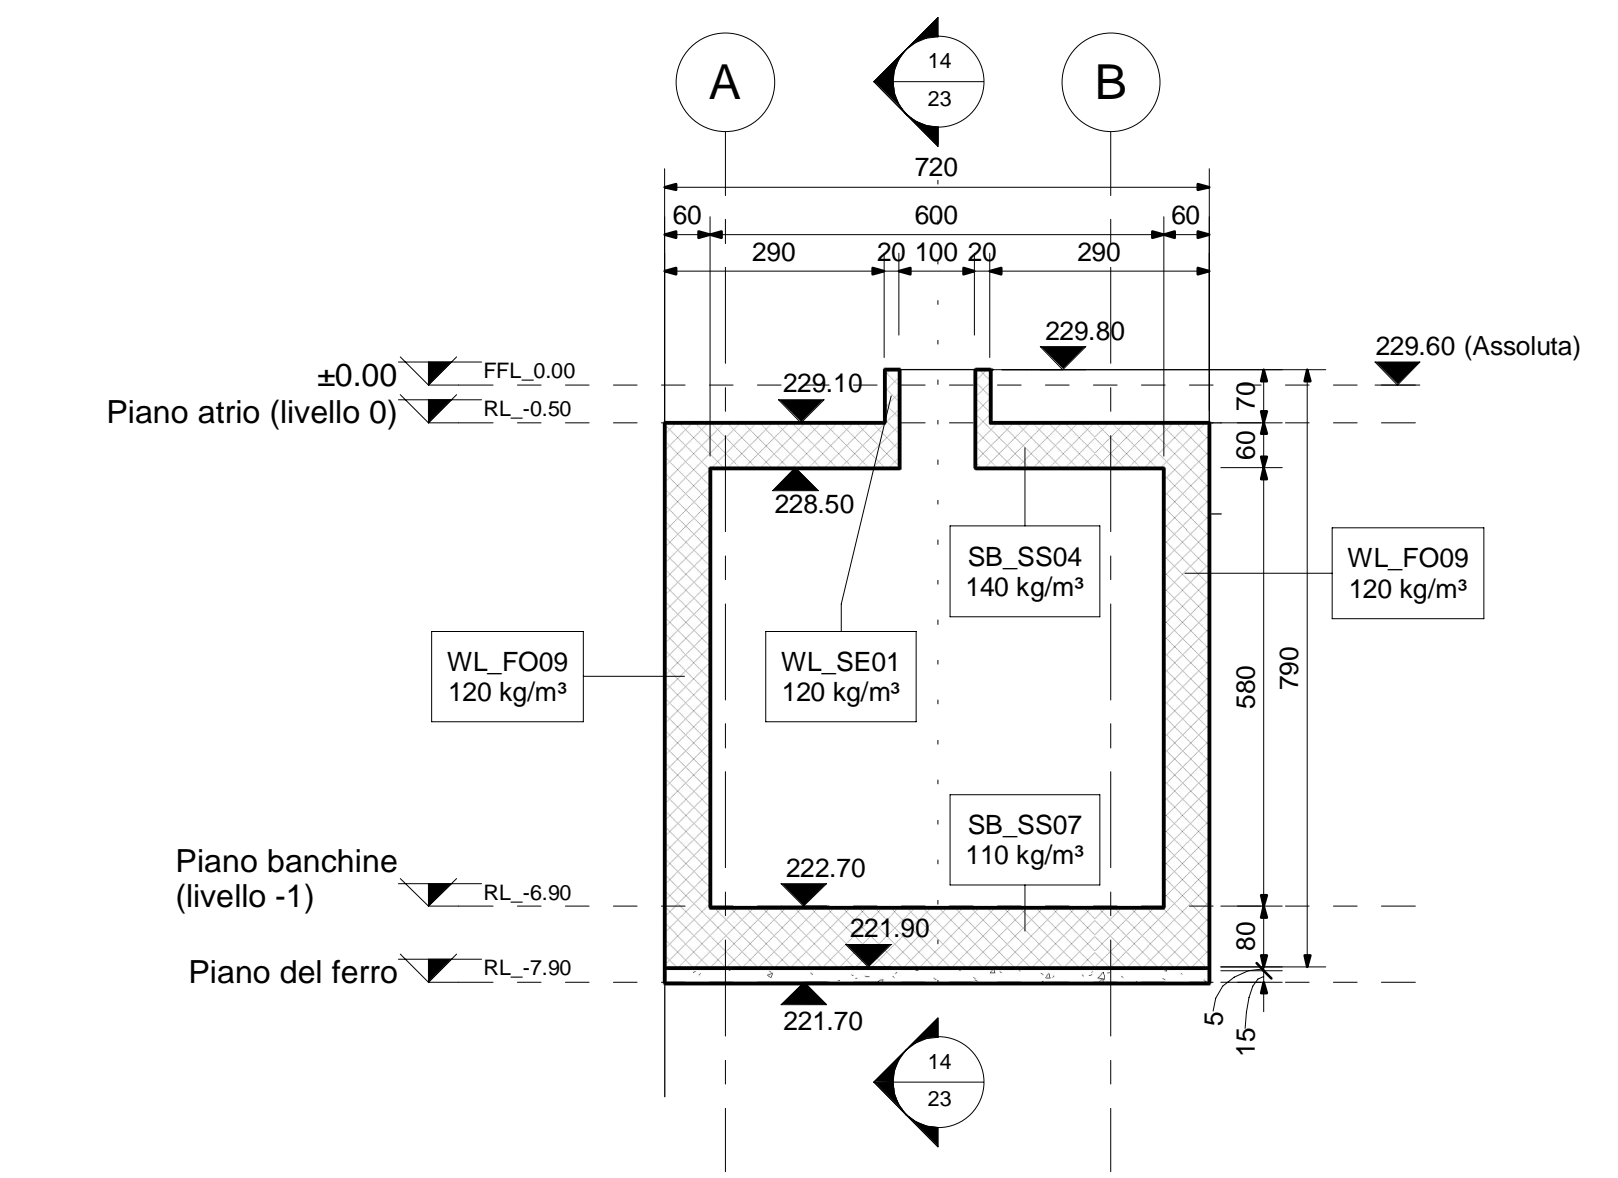 A
14
23
B
720
60
600
60
290
20
100
20
290
229.80
229.60 (Assoluta)
±0.00
FFL_0.00
229.10
Piano atrio (livello 0)
RL_-0.50
70
60
228.50
SB_SS04
140 kg/m³
WL_FO09
120 kg/m³
WL_FO09
120 kg/m³
WL_SE01
120 kg/m³
580
790
SB_SS07
110 kg/m³
Piano banchine
(livello -1)
RL_-6.90
222.70
221.90
80
Piano del ferro
RL_-7.90
221.70
5
15
14
23